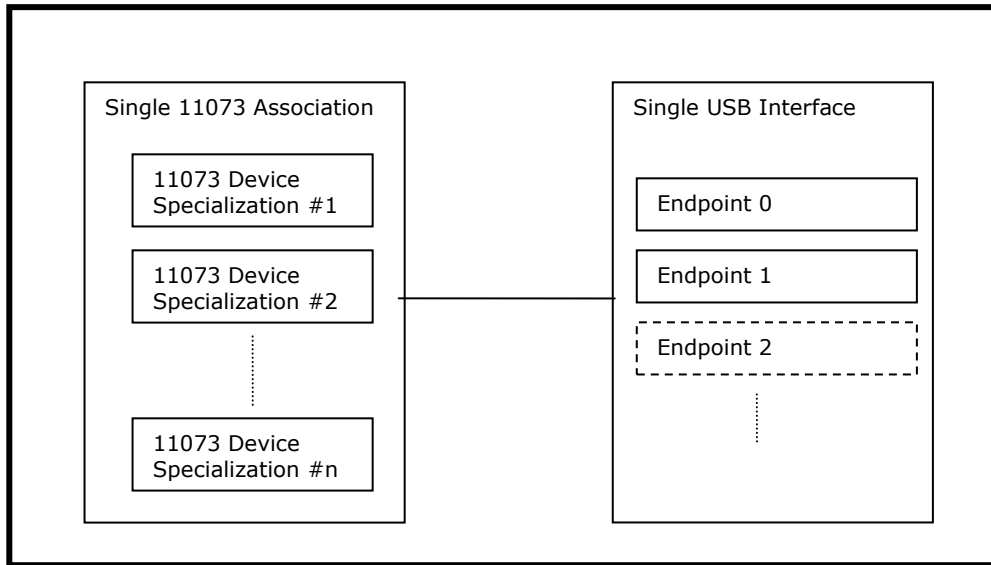 Single 11073 Association
11073 Device
Specialization #1
11073 Device
Specialization #2
11073 Device
Specialization #n
Single USB Interface
Endpoint 0
Endpoint 1
Endpoint 2